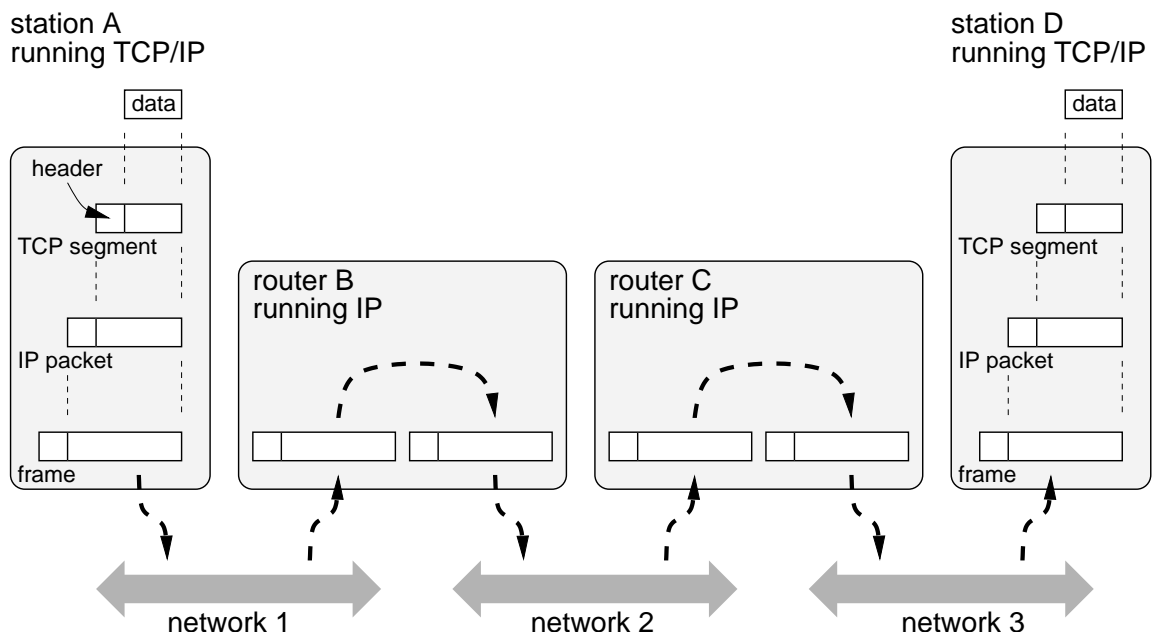 station A
running TCP/IP
station D
running TCP/IP
data
data
header
TCP segment
TCP segment
router B
running IP
router C
running IP
IP packet
IP packet
frame
frame
network 1
network 2
network 3